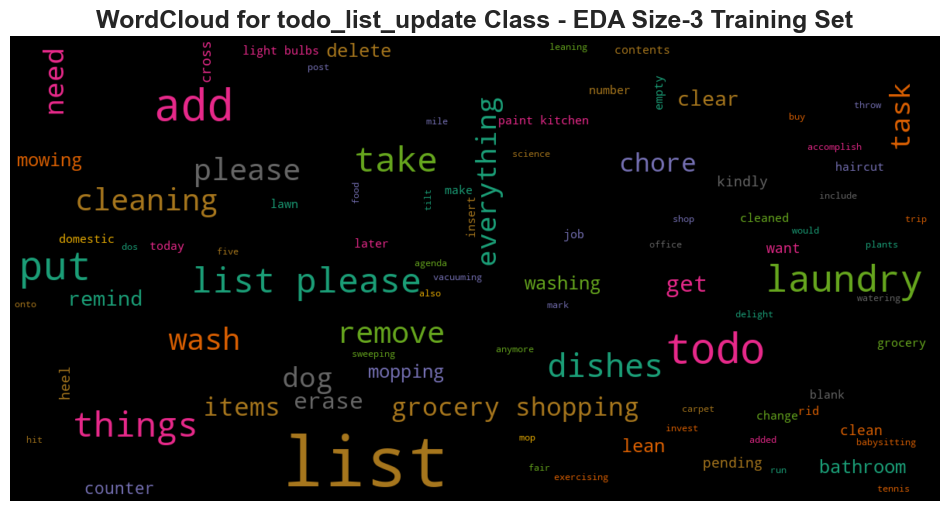 WordCloud for todo_list_update Class - EDA Size-3 Training Set
need
cross
light bulbs
delete
leaning
contents
post
add
number
empty
clear
task
throw
buy
mile
everything
paint kitchen
accomplish
mowing
please
take
science
chore
haircut
kindly
cleaning
lawn
food
tilt
make
insert
include
shop
cleaned
trip
would
domestic
dos
today
five
later
job
office
want
plants
put
list please
agenda
vacuuming
also
washing
get
laundry
watering
remind
onto
mark
delight
wash
remove
sweeping
anymore
todo
grocery
dishes
heel
dog
mopping
erase
items
grocery shopping
carpet
blank
change
rid
things
invest
clean
babysitting
hit
list
mop
lean
added
fair
exercising
pending
run
bathroom
counter
tennis